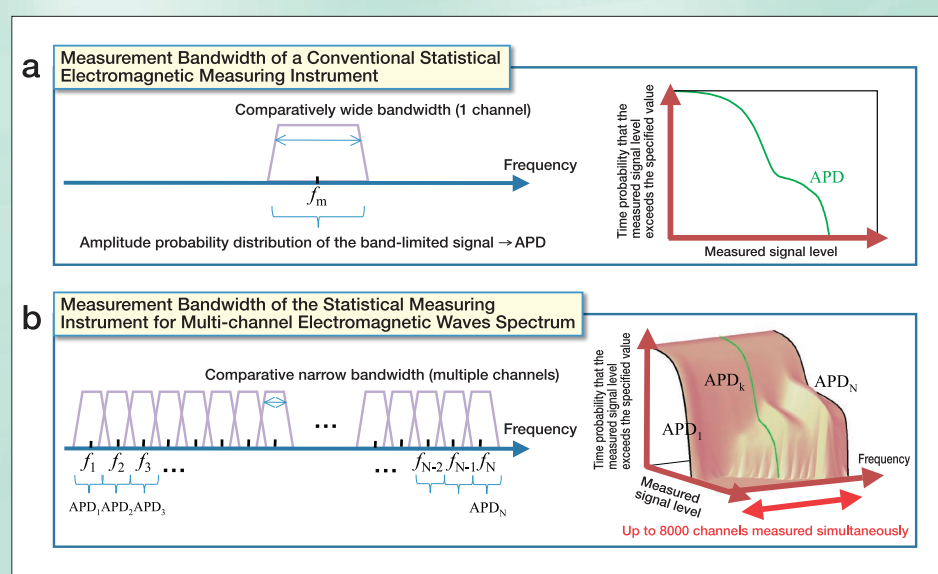 a
Measurement Bandwidth of a Conventional Statistical
Electromagnetic Measuring Instrument
Comparatively wide bandwidth (1 channel)
Frequency
fm
Amplitude probability distribution of the band-limited signal → APD
Time probability that the
measured signal level
exceeds the specified value
APD
Measured signal level
b
Measurement Bandwidth of the Statistical Measuring
Instrument for Multi-channel Electromagnetic Waves Spectrum
Comparative narrow bandwidth (multiple channels)
...
Frequency
f1 f2 f3 ... ... fN-2 fN-1 fN
APD1 APD2 APD3 APDN
Time probability that the
measured signal level
exceeds the specified value
APDk
APDN
APD1
Frequency
Measured
signal level
Up to 8000 channels measured simultaneously